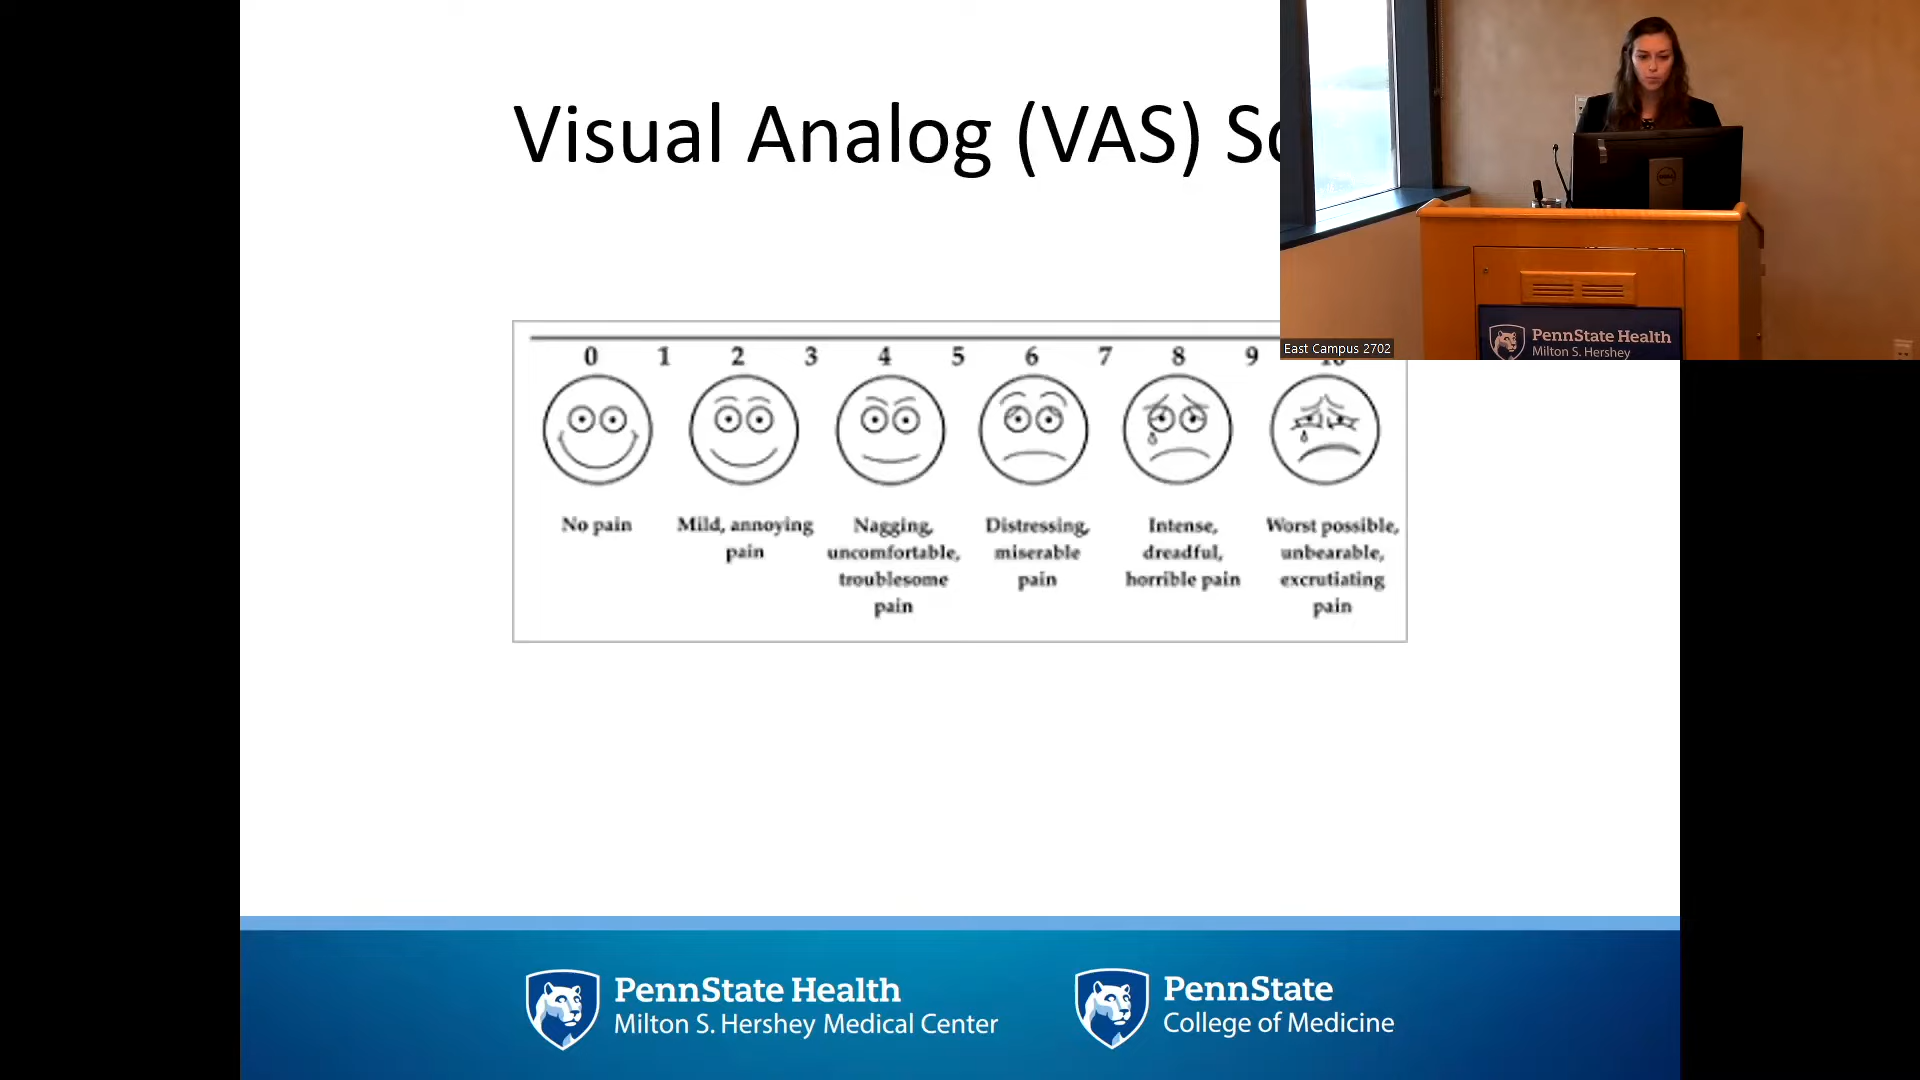 Visual Analog (VAS)
0 1 2 3 4 5 6 7 8 9
No pain
Mild, annoying
pain
Nagging,
uncomfortable,
troublesome
pain
Distressing,
miserable
pain
Intense,
dreadful,
horrible pain
Worst possible,
unbearable,
excrutiating
pain
East Campus 2702
PennState Health
Milton S. Hershey
PennState Health
Milton S. Hershey Medical Center
PennState
College of Medicine